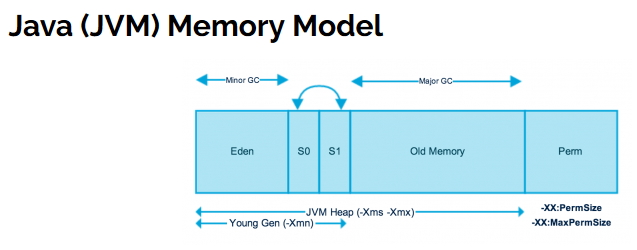 Java (JVM) Memory Model
Minor GC
Major GC
Eden
S0
S1
Old Memory
Perm
JVM Heap (-Xms -Xmx)
-XX:PermSize
Young Gen (-Xmn)
-XX:MaxPermSize